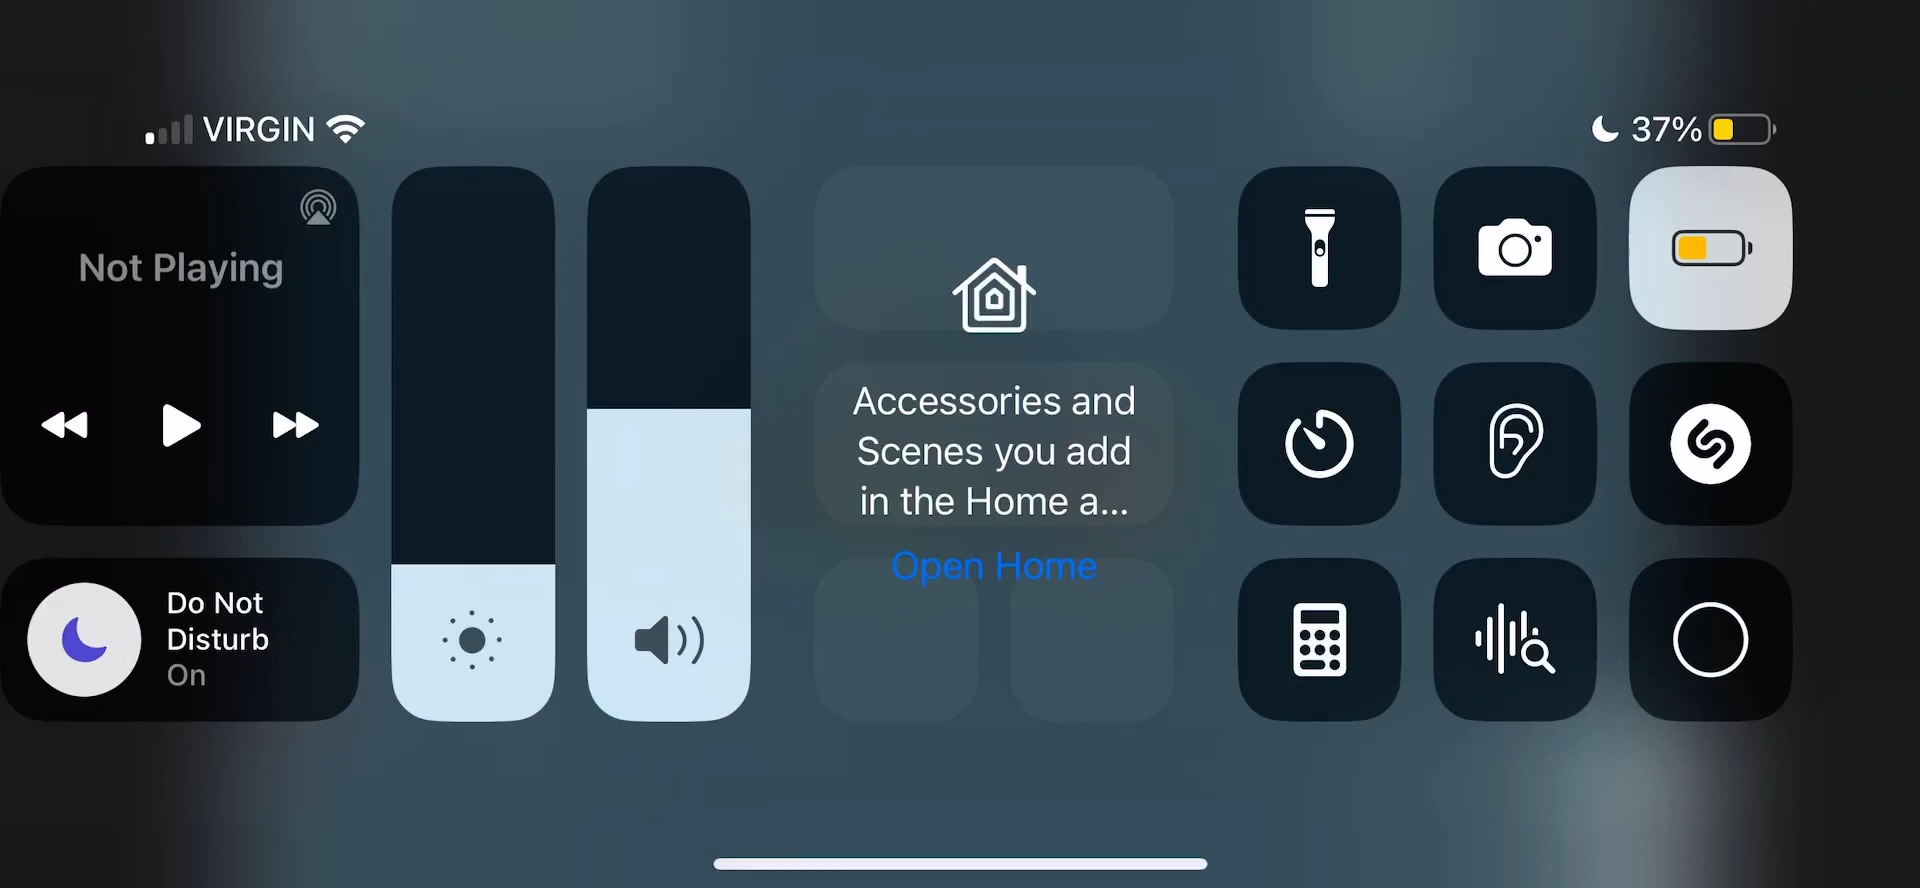 VIRGIN
37%
Not Playing
Do Not
Disturb
On
Accessories and
Scenes you add
in the Home a...
Open Home